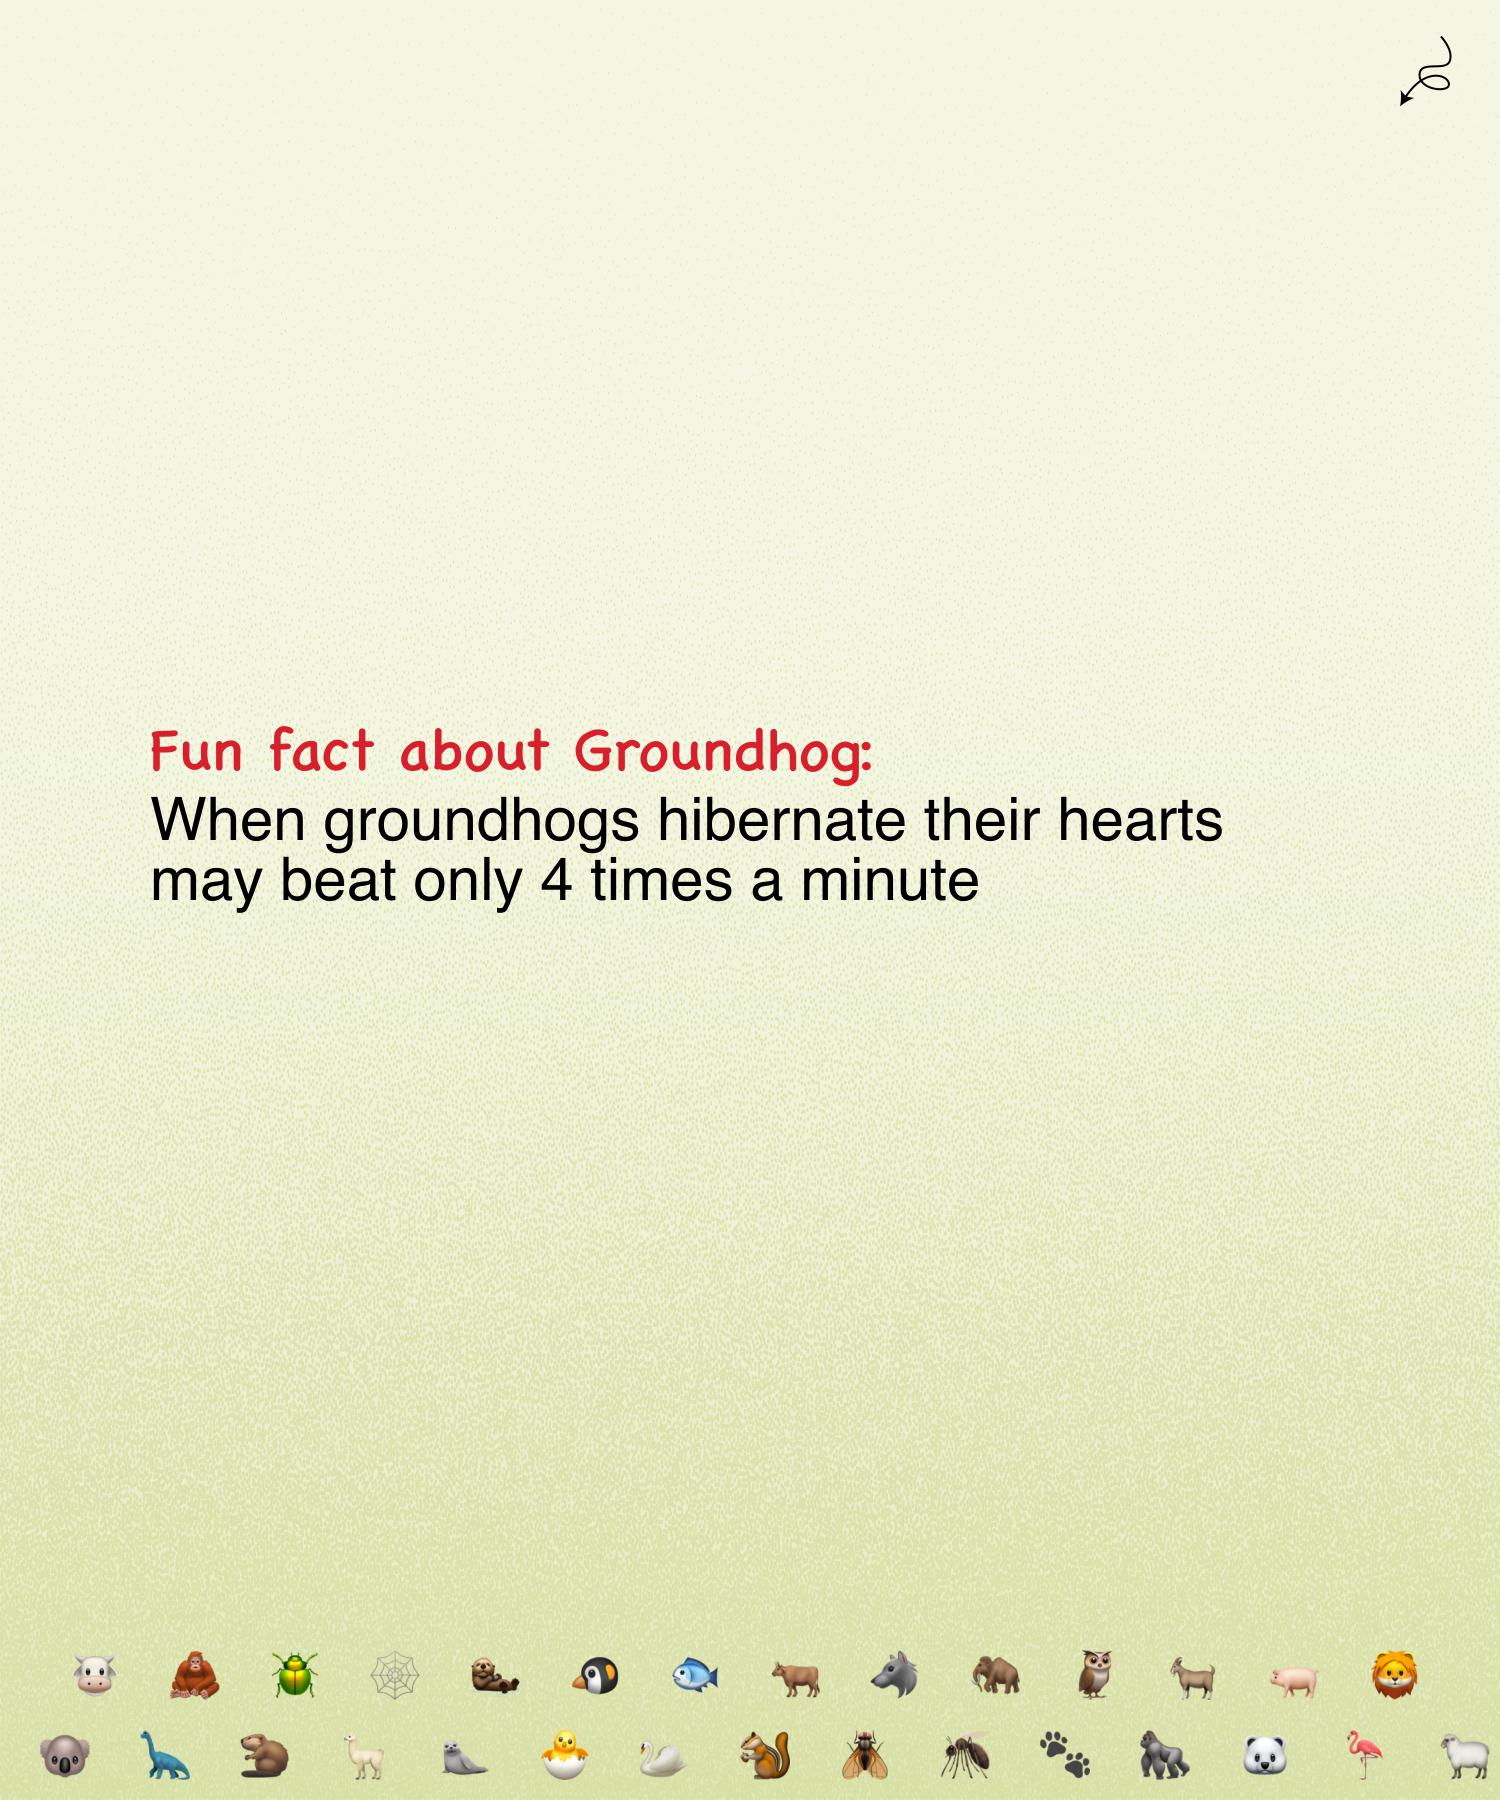 Fun fact about Groundhog:
When groundhogs hibernate their hearts
may beat only 4 times a minute